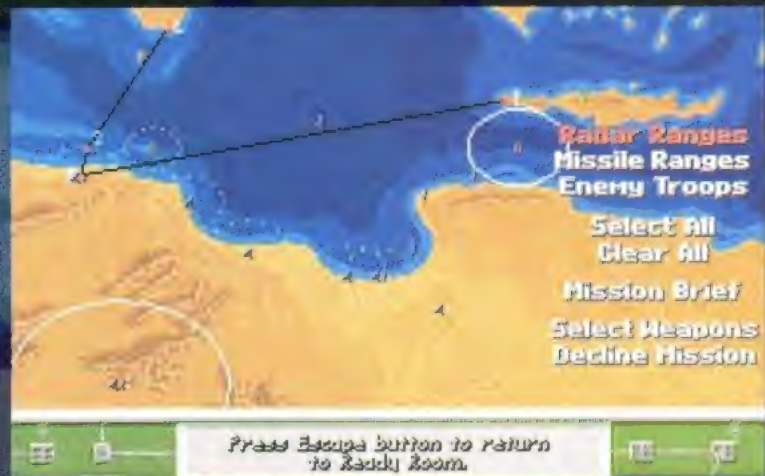 Radar Ranges
Missile Ranges
Enemy Troops
Select All
Clear All
Mission Brief
Select Weapons
Decline Mission
Press Escape button to return
to Ready Room.